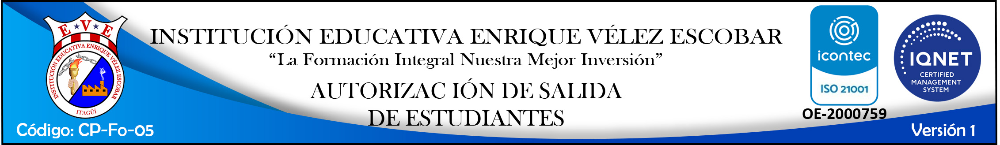 E★V★E
INSTITUCIÓN EDUCATIVA ENRIQUE VÉLEZ ESCOBAR
ITAGÜÍ
Código: CP-Fo-05
INSTITUCIÓN EDUCATIVA ENRIQUE VÉLEZ ESCOBAR
“La Formación Integral Nuestra Mejor Inversión”
AUTORIZAC IÓN DE SALIDA
DE ESTUDIANTES
icontec
ISO 21001
OE-2000759
IQNET
CERTIFIED
MANAGEMENT
SYSTEM
Versión 1